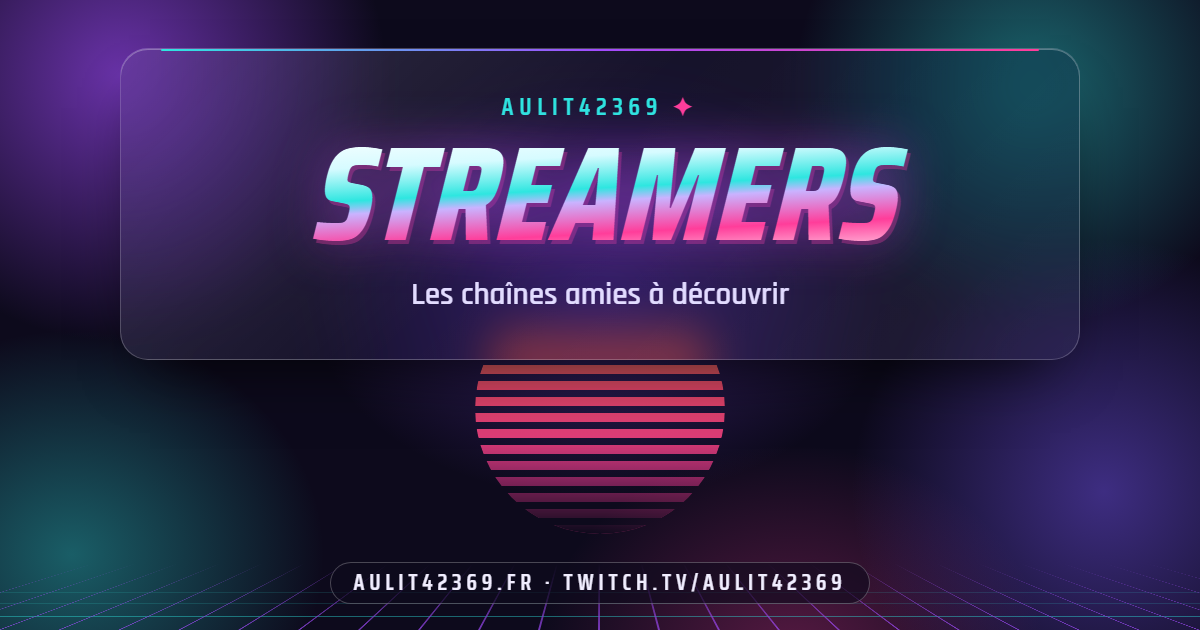 AULIT42369 ✦
STREAMERS
Les chaînes amies à découvrir
AULIT42369.FR · TWITCH.TV/AULIT42369